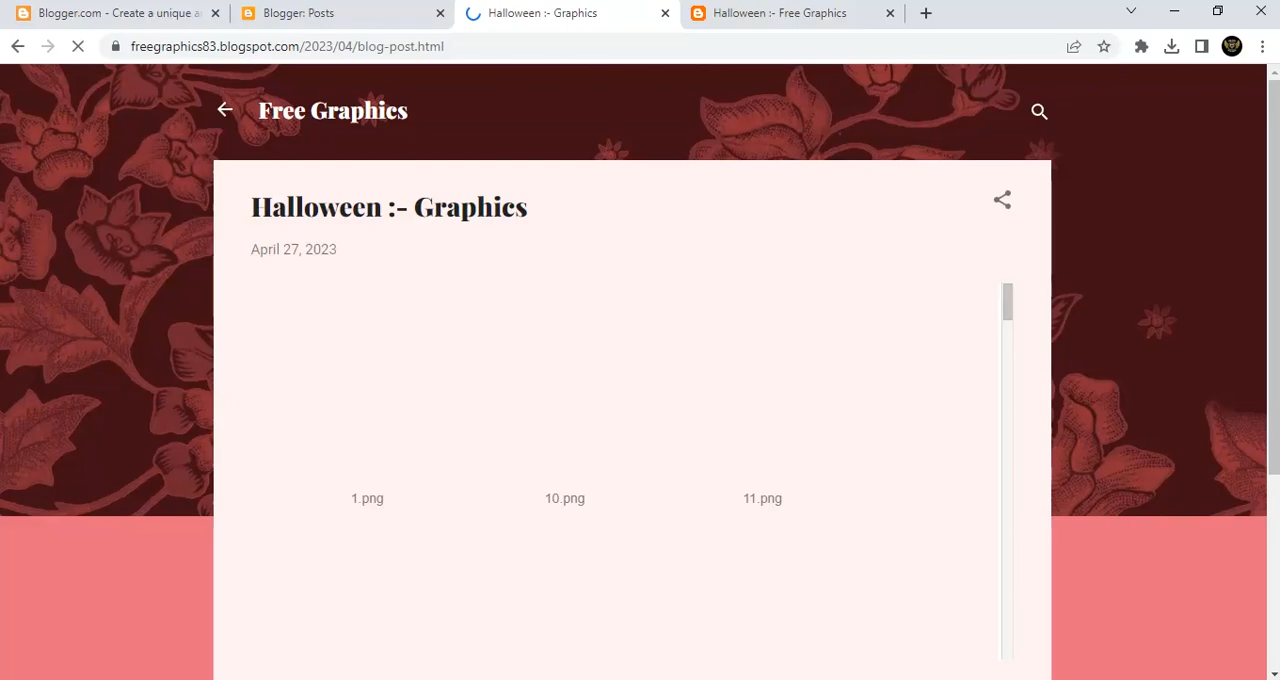 Blogger.com - Create a unique a
Blogger: Posts
Halloween :- Graphics
Halloween :- Free Graphics
freegraphics83.blogspot.com/2023/04/blog-post.html
Free Graphics
Halloween :- Graphics
April 27, 2023
1.png
10.png
11.png